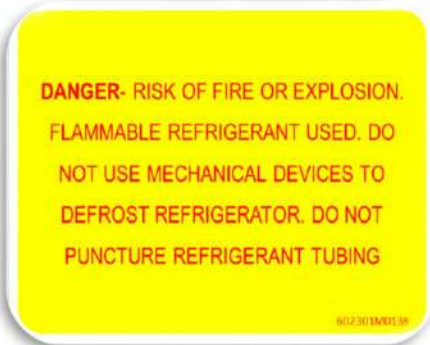 DANGER- RISK OF FIRE OR EXPLOSION.
FLAMMABLE REFRIGERANT USED. DO
NOT USE MECHANICAL DEVICES TO
DEFROST REFRIGERATOR. DO NOT
PUNCTURE REFRIGERANT TUBING
602301M0138